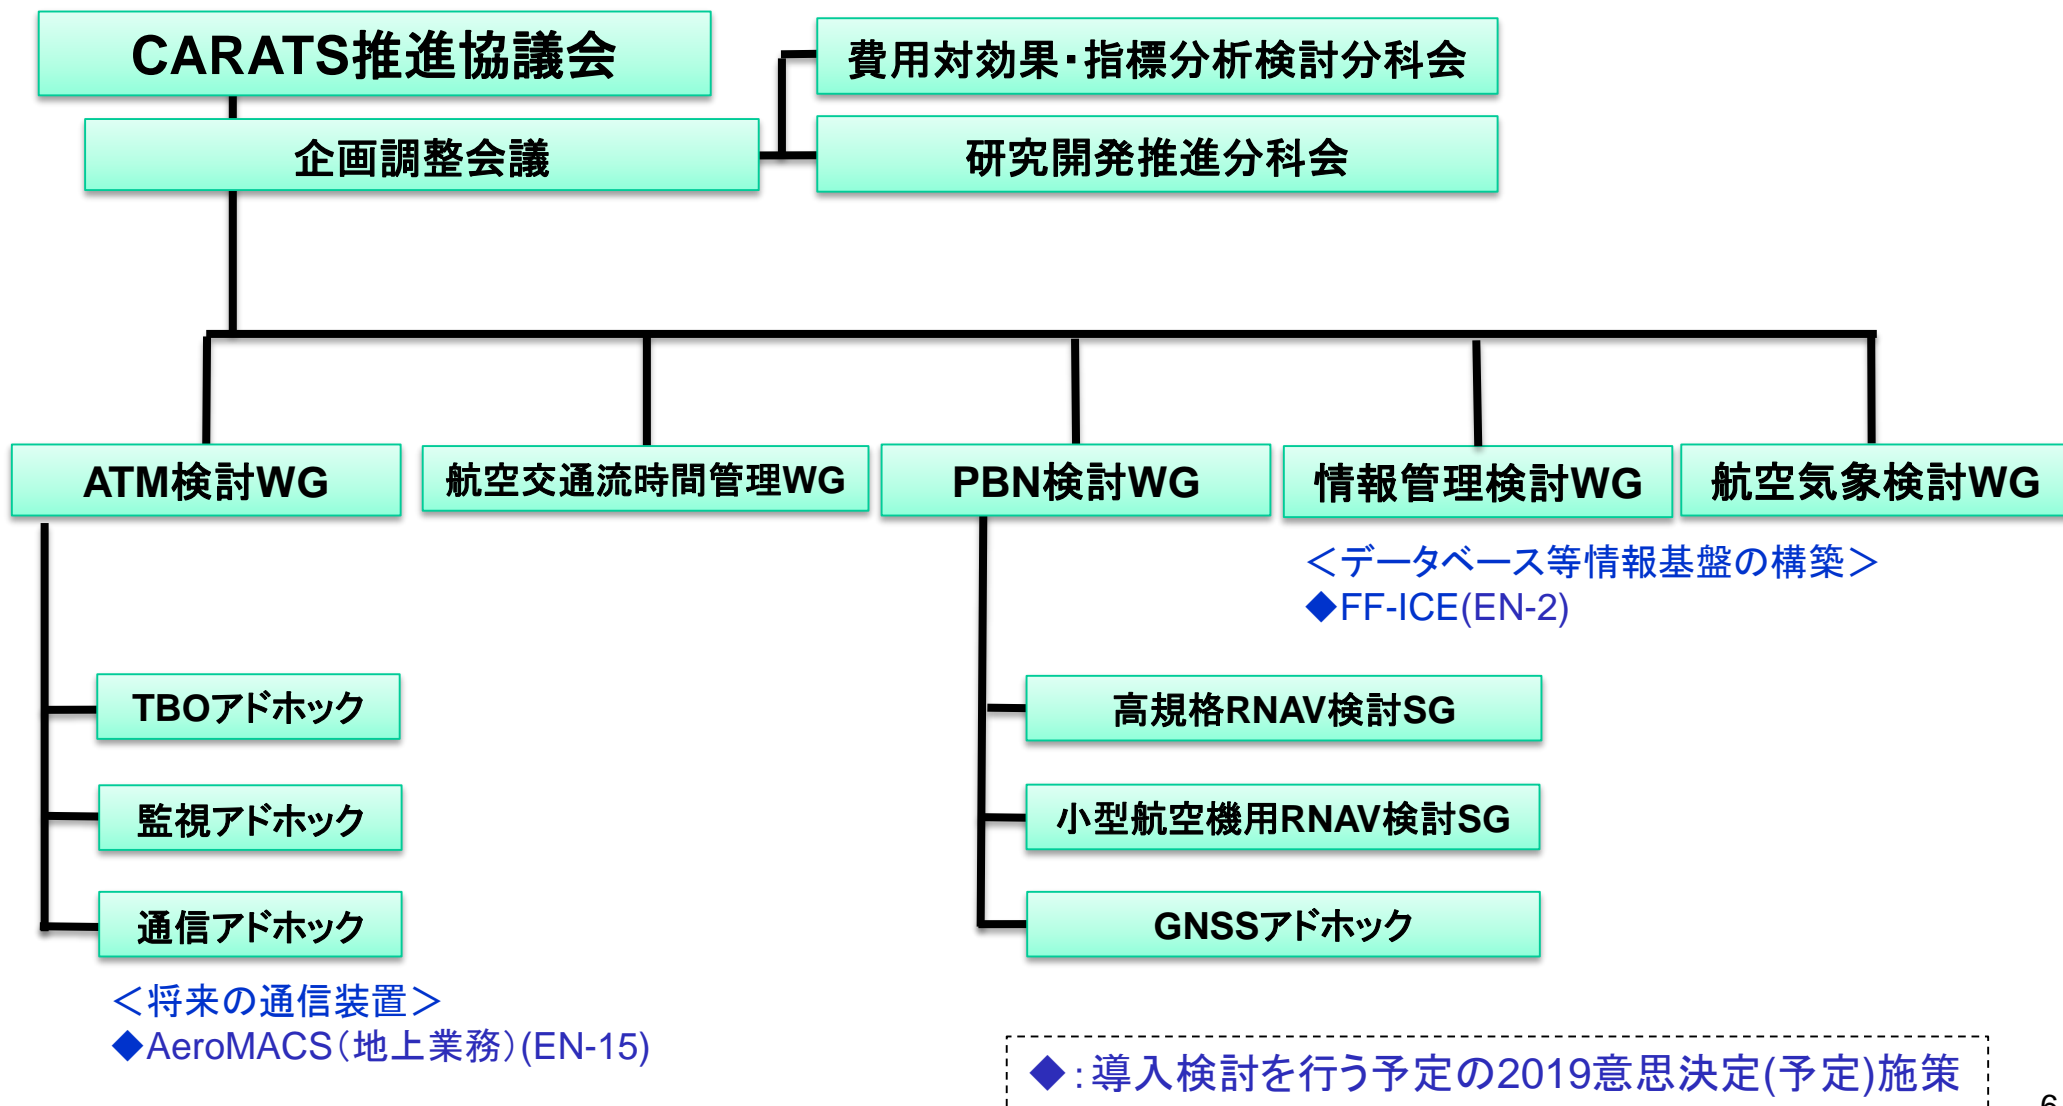 CARATS推進協議会
費用対効果・指標分析検討分科会
企画調整会議
研究開発推進分科会
ATM検討WG
航空交通流時間管理WG
PBN検討WG
情報管理検討WG
航空気象検討WG
＜データベース等情報基盤の構築＞
◆FF-ICE(EN-2)
TBOアドホック
監視アドホック
通信アドホック
＜将来の通信装置＞
◆AeroMACS（地上業務）(EN-15)
高規格RNAV検討SG
小型航空機用RNAV検討SG
GNSSアドホック
◆：導入検討を行う予定の2019意思決定(予定)施策
6